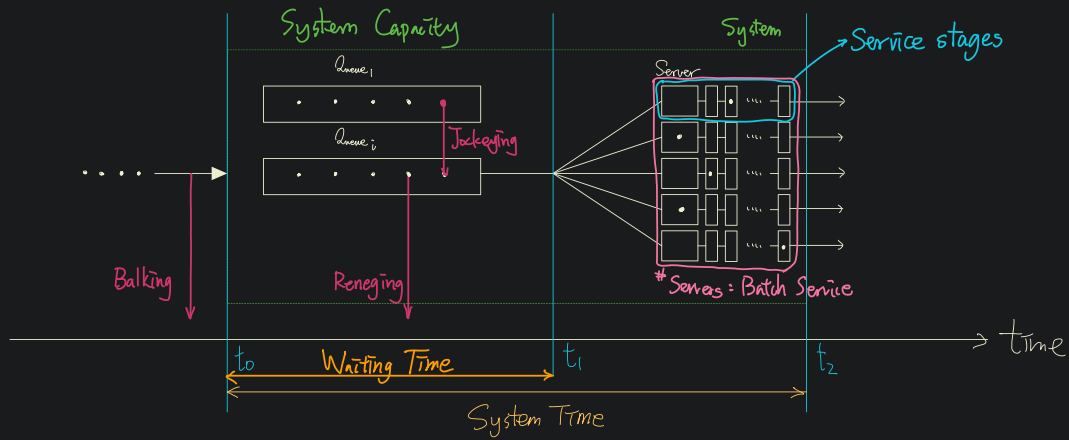 System Capacity
System
Service stages
Queue₁
Server
Queueᵢ
Jockeying
Balking
Reneging
# Servers : Batch Service
time
t₀
Waiting Time
t₁
t₂
System Time